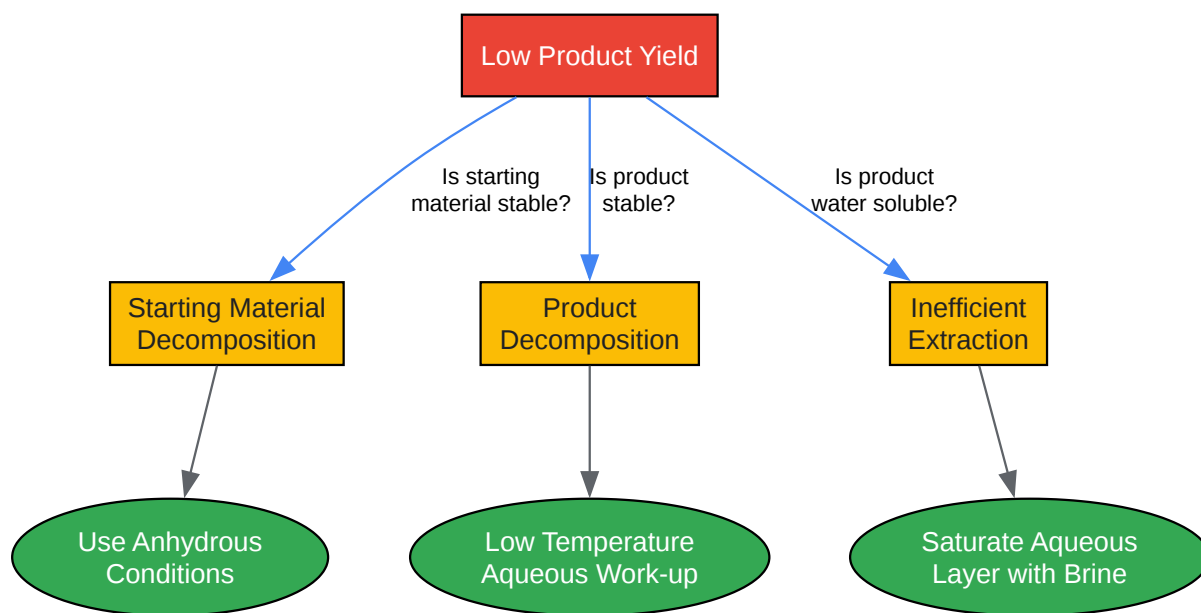 Low Product Yield
Is starting
material stable?
Is product
stable?
Is product
water soluble?
Starting Material
Decomposition
Product
Decomposition
Inefficient
Extraction
Use Anhydrous
Conditions
Low Temperature
Aqueous Work-up
Saturate Aqueous
Layer with Brine